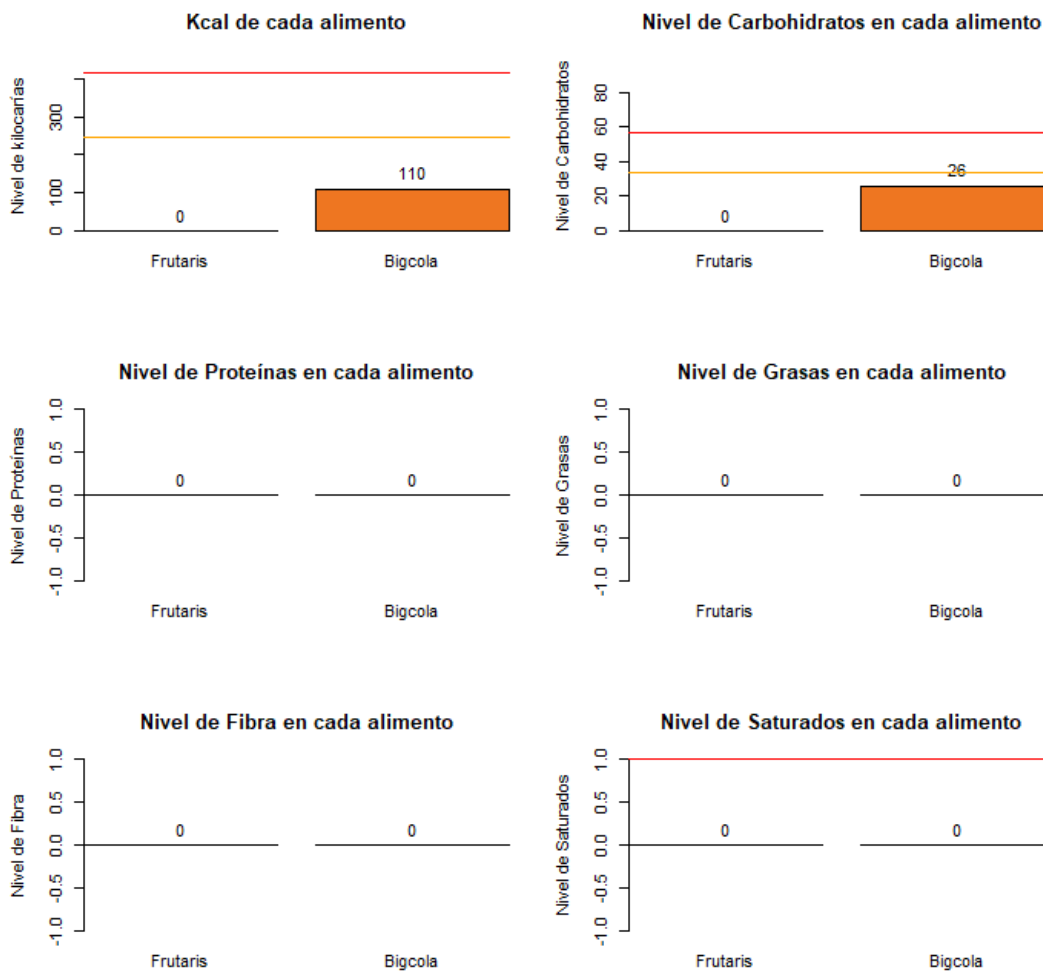 Kcal de cada alimento
Nivel de kilocarías
0
100
300
0
110
Frutaris
Bigcola
Nivel de Carbohidratos en cada alimento
Nivel de Carbohidratos
0
20
40
60
80
0
26
Frutaris
Bigcola
Nivel de Proteínas en cada alimento
Nivel de Proteínas
-1.0
-0.5
0.0
0.5
1.0
0
0
Frutaris
Bigcola
Nivel de Grasas en cada alimento
Nivel de Grasas
-1.0
-0.5
0.0
0.5
1.0
0
0
Frutaris
Bigcola
Nivel de Fibra en cada alimento
Nivel de Fibra
-1.0
-0.5
0.0
0.5
1.0
0
0
Frutaris
Bigcola
Nivel de Saturados en cada alimento
Nivel de Saturados
-1.0
-0.5
0.0
0.5
1.0
0
0
Frutaris
Bigcola